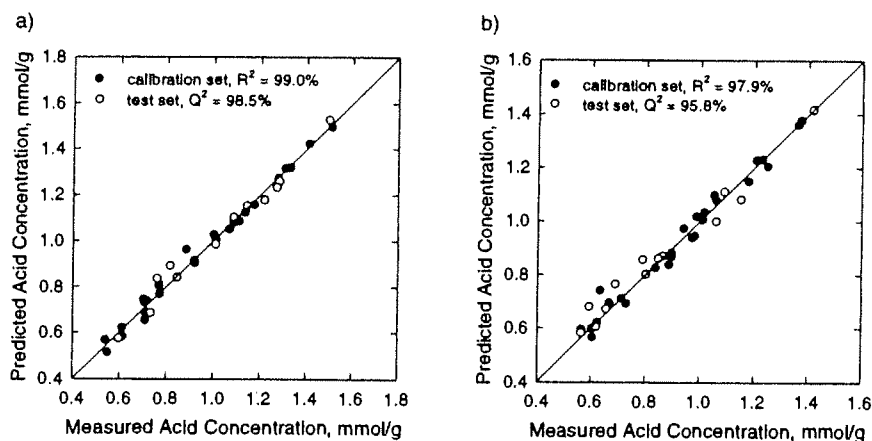 a)
Predicted Acid Concentration, mmol/g
1.8
1.6
1.4
1.2
1.0
0.8
0.6
0.4
calibration set, R² = 99.0%
test set, Q² = 98.5%
0.4 0.6 0.8 1.0 1.2 1.4 1.6 1.8
Measured Acid Concentration, mmol/g
b)
Predicted Acid Concentration, mmol/g
1.6
1.4
1.2
1.0
0.8
0.6
0.4
calibration set, R² = 97.9%
test set, Q² = 95.8%
0.4 0.6 0.8 1.0 1.2 1.4 1.6
Measured Acid Concentration, mmol/g